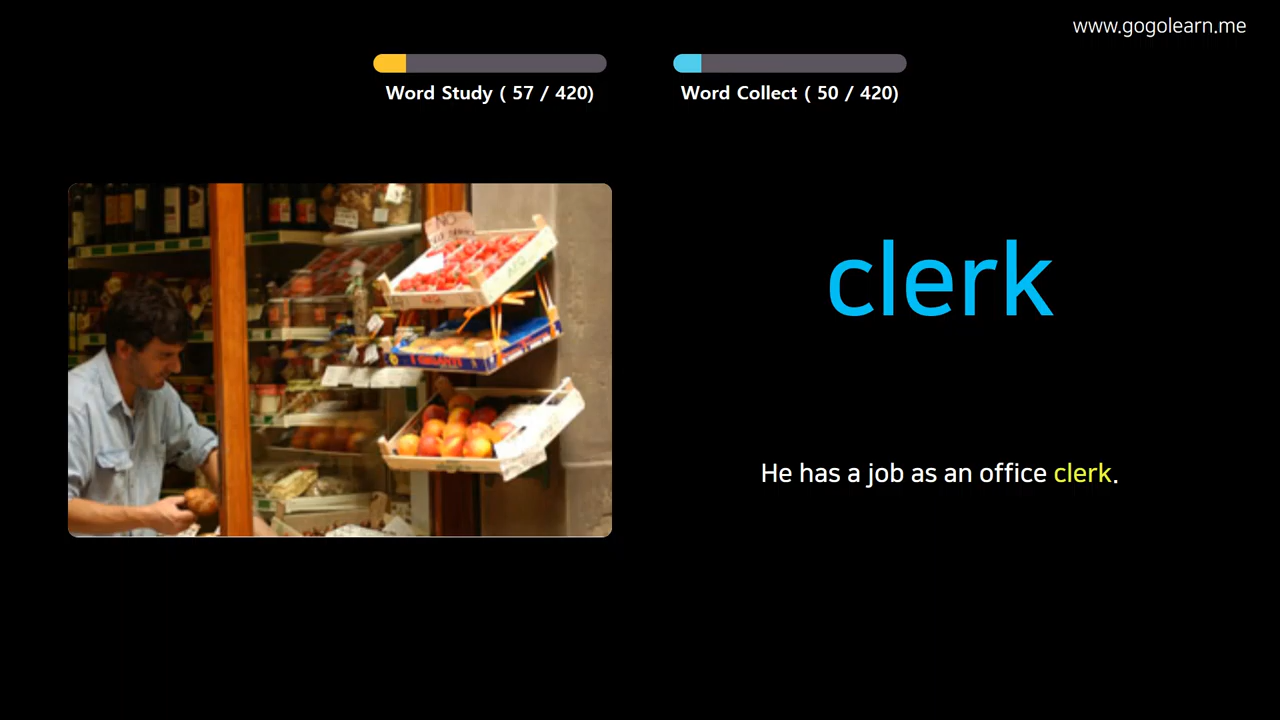 www.gogolearn.me
Word Study ( 57 / 420)
Word Collect ( 50 / 420)
NO
clerk
He has a job as an office clerk.